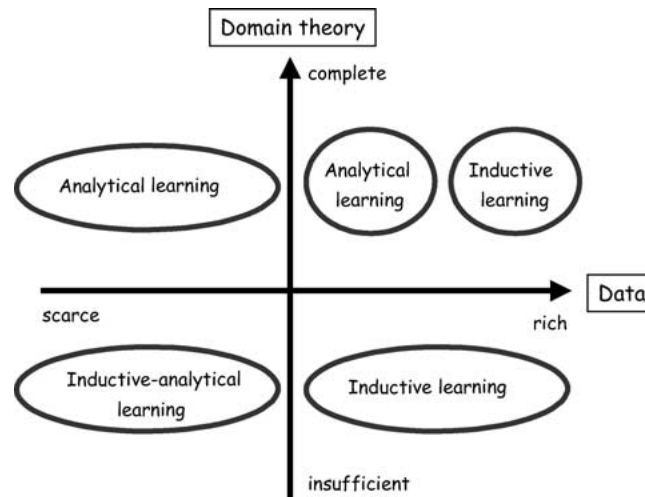 Domain theory
complete
Analytical learning
Analytical
learning
Inductive
learning
Data
scarce
rich
Inductive-analytical
learning
Inductive learning
insufficient